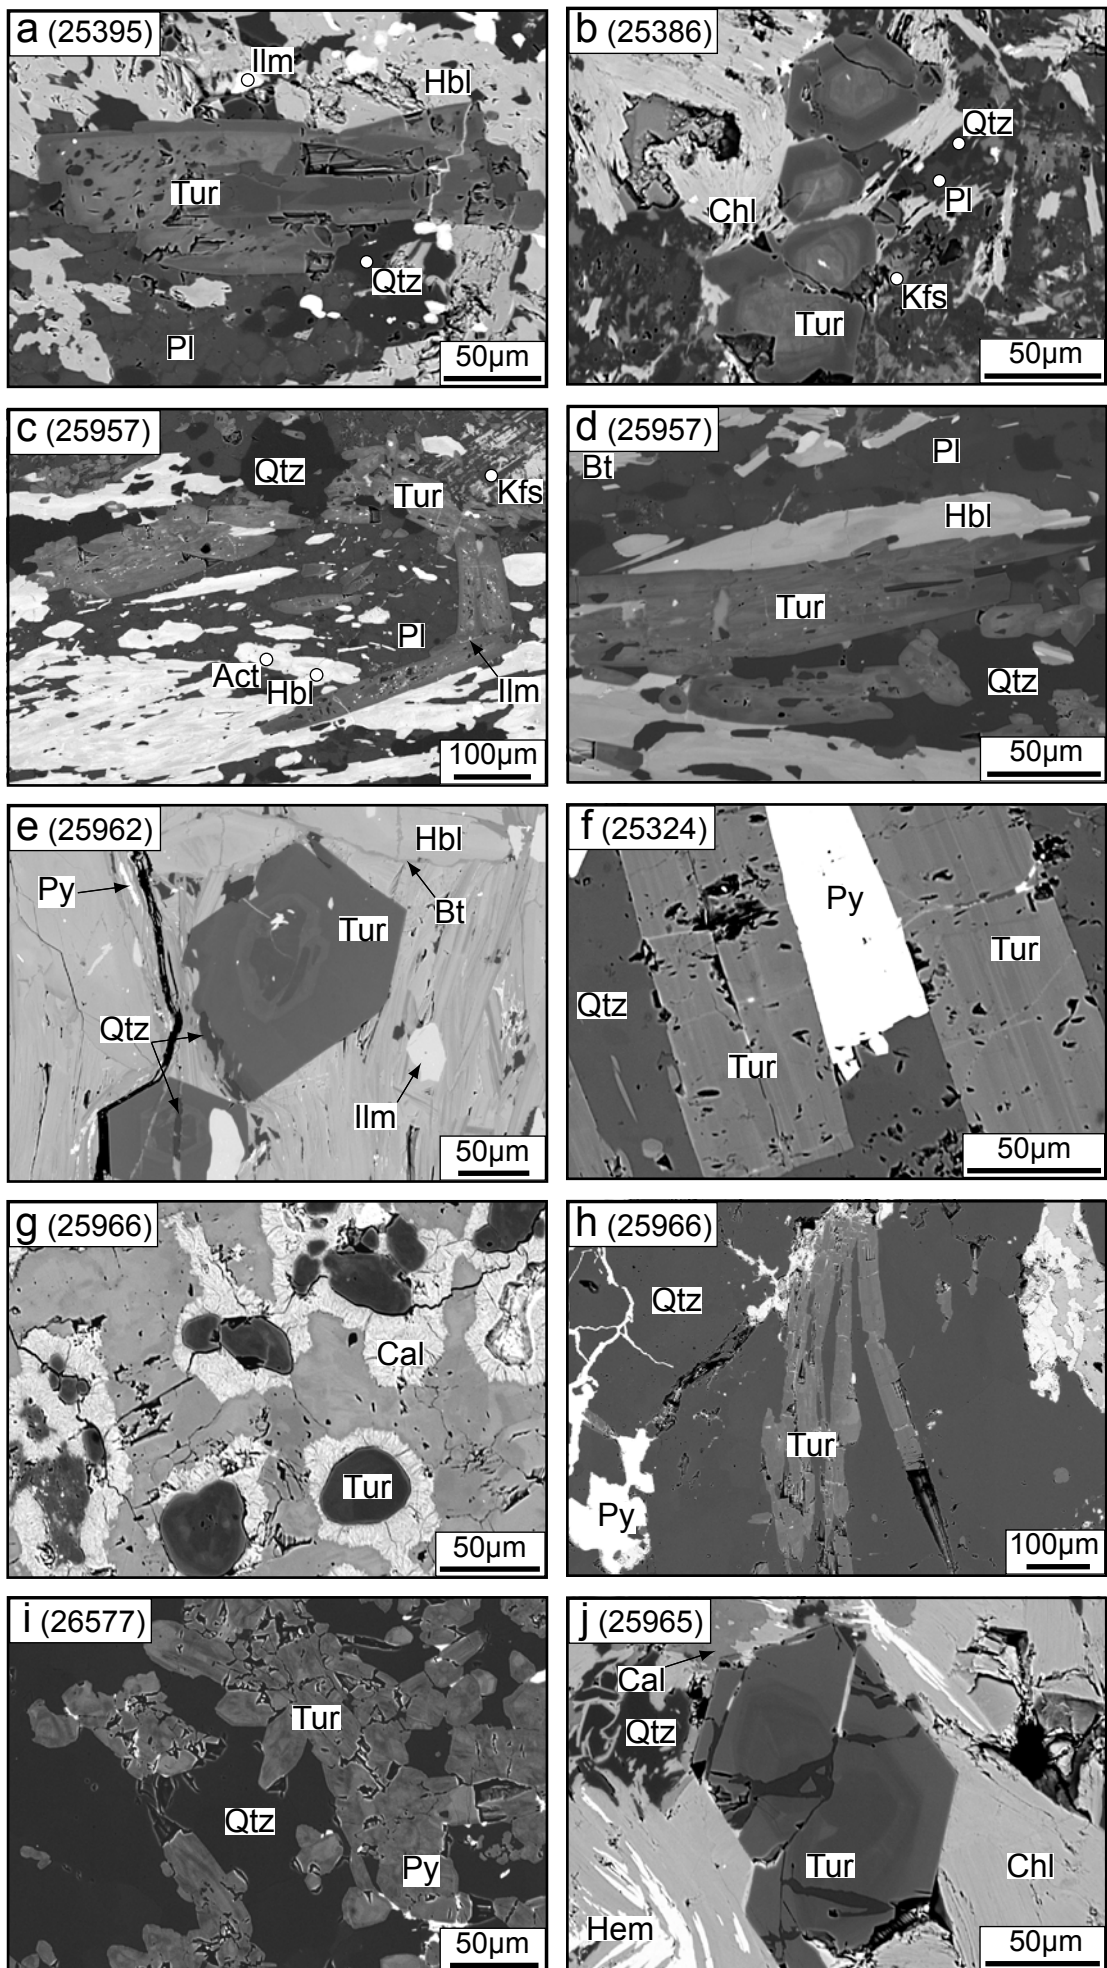 a (25395)
Ilm
Hbl
Tur
Qtz
Pl
50µm
b (25386)
Qtz
Pl
Chl
Kfs
Tur
50µm
c (25957)
Qtz
Tur
Kfs
Pl
Act
Hbl
Ilm
100µm
d (25957)
Bt
Pl
Hbl
Tur
Qtz
50µm
e (25962)
Hbl
Py
Bt
Tur
Qtz
Ilm
50µm
f (25324)
Py
Tur
Qtz
Tur
50µm
g (25966)
Cal
Tur
50µm
h (25966)
Qtz
Tur
Py
100µm
i (26577)
Tur
Qtz
Py
50µm
j (25965)
Cal
Qtz
Tur
Chl
Hem
50µm